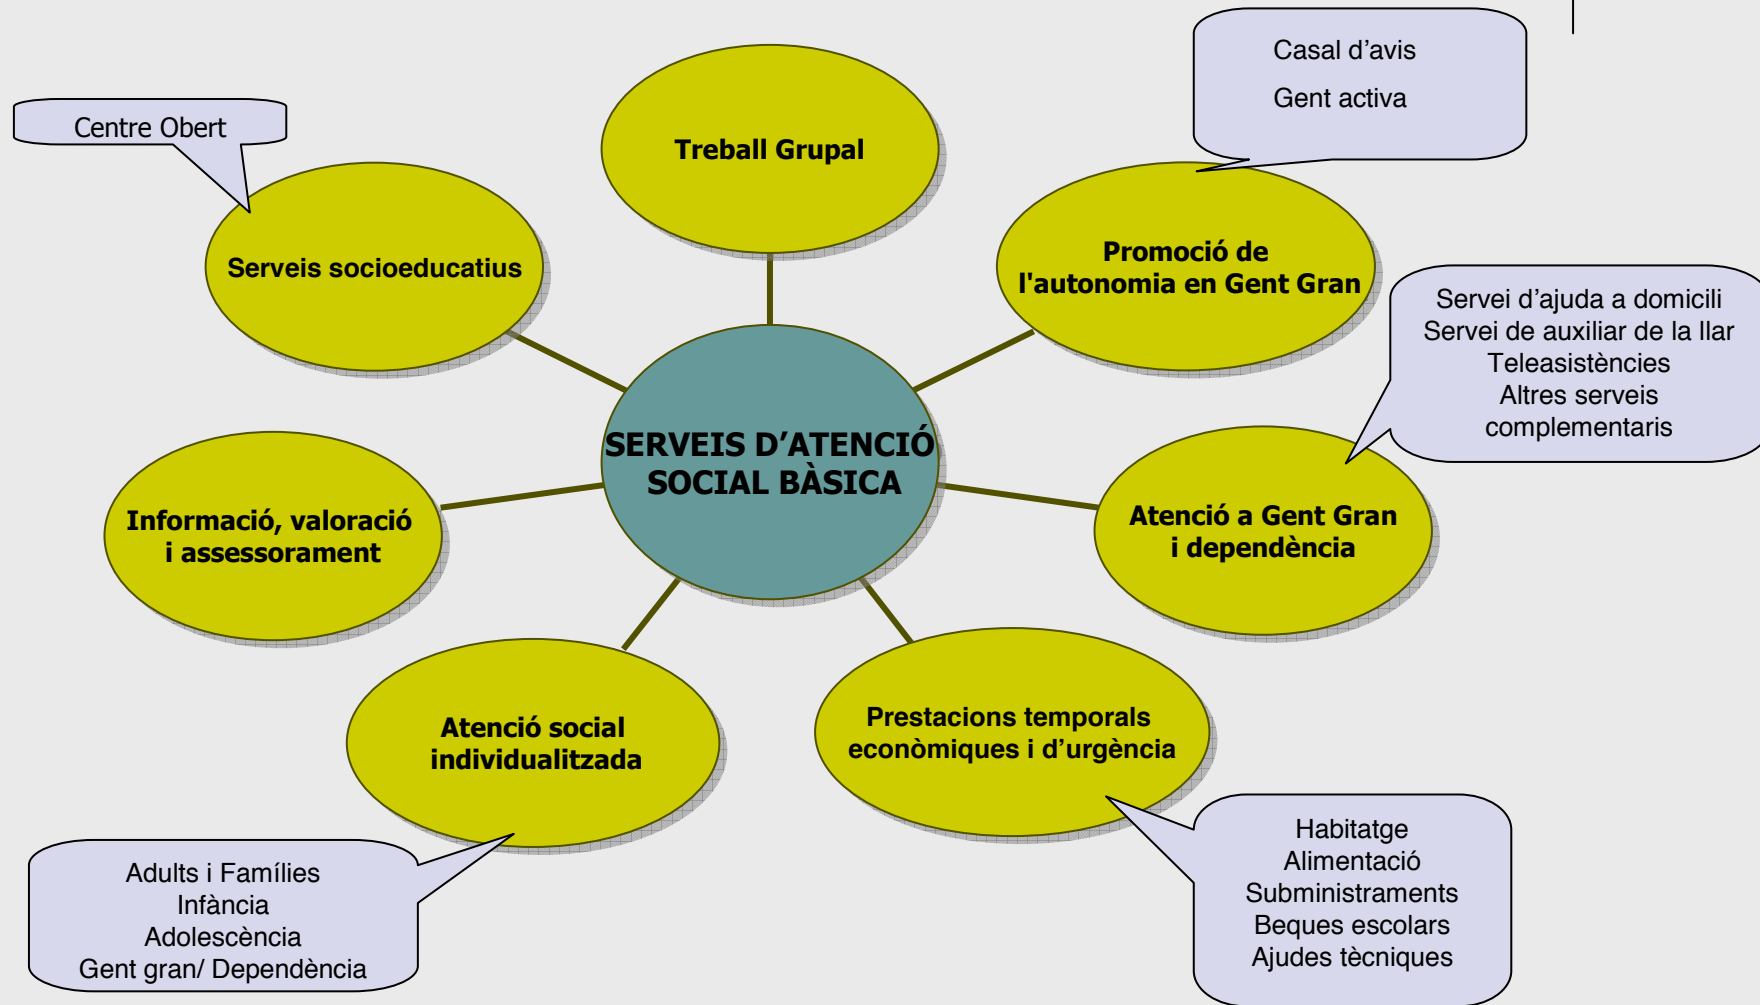 Casal d'avis
Gent activa
Centre Obert
Treball Grupal
Serveis socioeducatius
Promoció de
l'autonomia en Gent Gran
Servei d'ajuda a domicili
Servei de auxiliar de la llar
Teleasistències
Altres serveis
complementaris
SERVEIS D'ATENCIÓ
SOCIAL BÀSICA
Informació, valoració
i assessorament
Atenció a Gent Gran
i dependència
Atenció social
individualitzada
Prestacions temporals
econòmiques i d'urgència
Adults i Famílies
Infància
Adolescència
Gent gran/ Dependència
Habitatge
Alimentació
Subministraments
Beques escolars
Ajudes tècniques